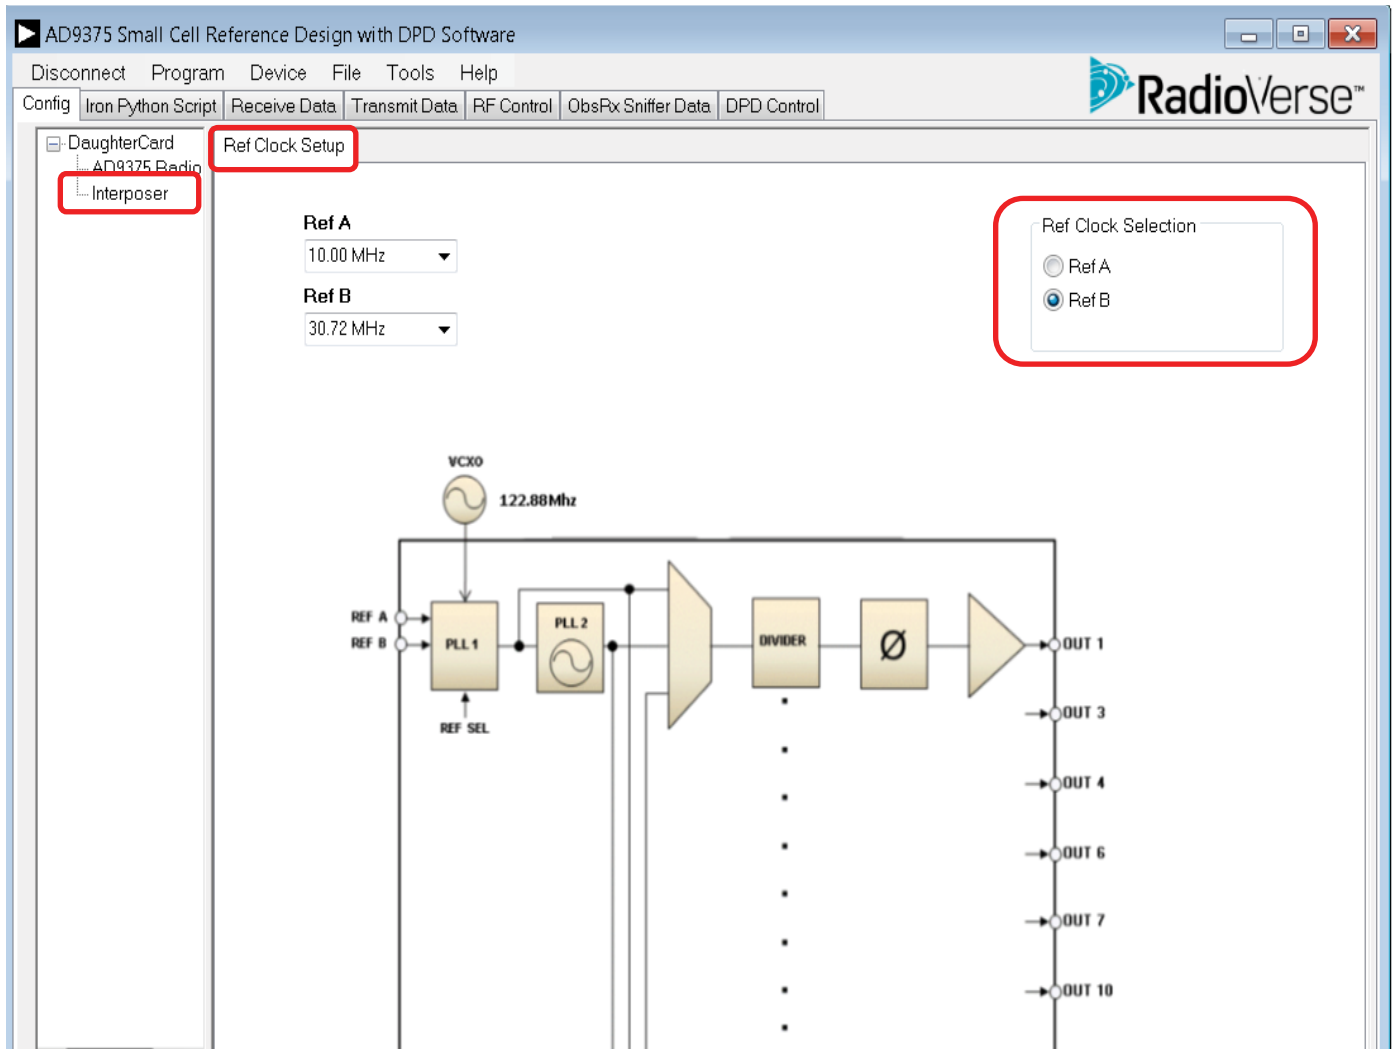 AD9375 Small Cell Reference Design with DPD Software
Disconnect Program Device File Tools Help
RadioVerse™
Config Iron Python Script Receive Data Transmit Data RF Control ObsRx Sniffer Data DPD Control
DaughterCard
AD9375 Radio
Interposer
Ref Clock Setup
Ref A
10.00 MHz
Ref B
30.72 MHz
Ref Clock Selection
Ref A
Ref B
VCXO
122.88Mhz
REF A
REF B
PLL 1
REF SEL
PLL 2
DIVIDER
Ø
OUT 1
OUT 3
OUT 4
OUT 6
OUT 7
OUT 10